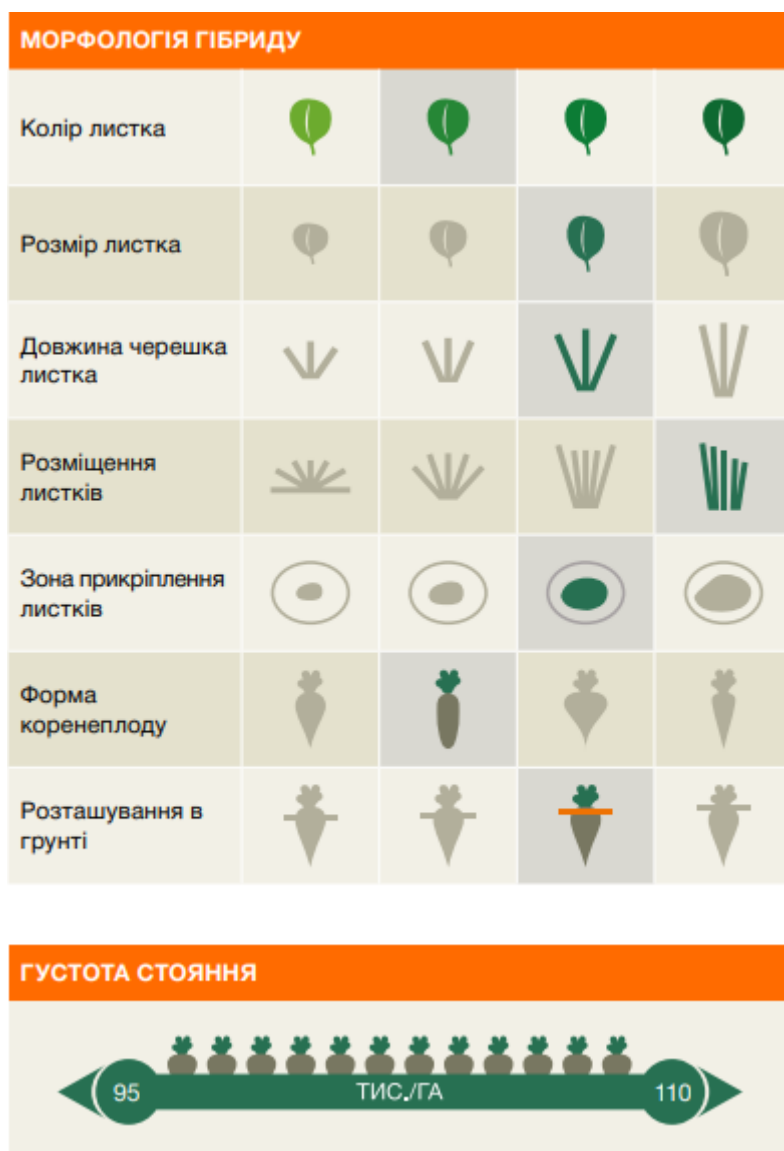 МОРФОЛОГІЯ ГІБРИДУ
Колір листка
Розмір листка
Довжина черешка
листка
Розміщення
листків
Зона прикріплення
листків
Форма
коренеплоду
Розташування в
грунті
ГУСТОТА СТОЯННЯ
95 ТИС./ГА 110